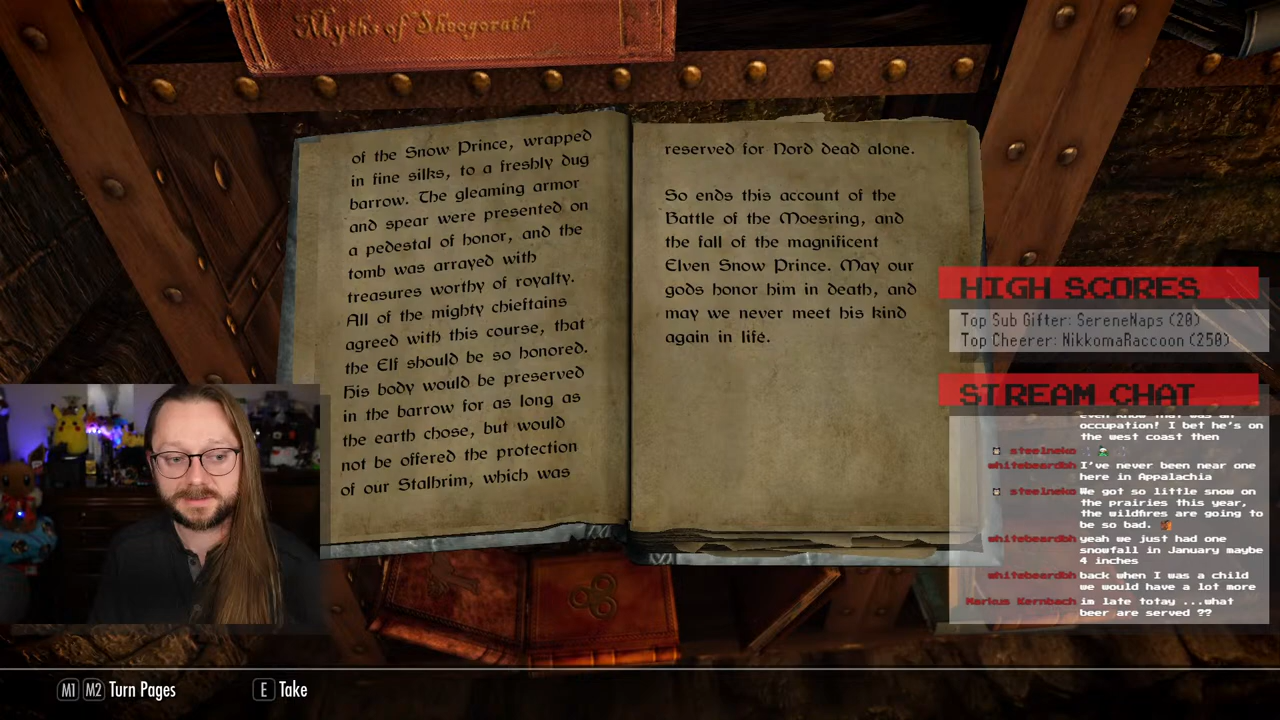 Myths of Sheogorath
of the Snow Prince, wrapped
in fine silks, to a freshly dug
barrow. The gleaming armor
and spear were presented on
a pedestal of honor, and the
tomb was arrayed with
treasures worthy of royalty.
All of the mighty chieftains
agreed with this course, that
the Elf should be so honored.
His body would be preserved
in the barrow for as long as
the earth chose, but would
not be offered the protection
of our Stalhrim, which was
reserved for Nord dead alone.
So ends this account of the
Battle of the Moesring, and
the fall of the magnificent
Elven Snow Prince. May our
gods honor him in death, and
may we never meet his kind
again in life.
HIGH SCORES
Top Sub Gifter: SereneNaps (20)
Top Cheerer: NikkomaRaccoon (250)
STREAM CHAT
even know that was an
occupation! I bet he's on
the west coast then
steelneko
whitebeardbh I've never been near one
here in Appalachia
steelneko We got so little snow on
the prairies this year,
the wildfires are going to
be so bad.
whitebeardbh yeah we just had one
snowfall in January maybe
4 inches
whitebeardbh back when I was a child
we would have a lot more
Markus Kernbach im late totay ...what
beer are served ??
M1 M2 Turn Pages
E Take